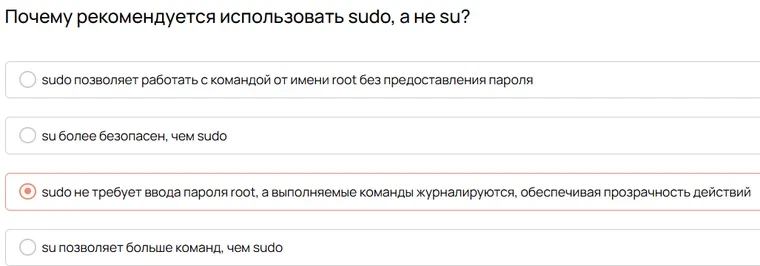 Почему рекомендуется использовать sudo, а не su?
sudo позволяет работать с командой от имени root без предоставления пароля
su более безопасен, чем sudo
sudo не требует ввода пароля root, а выполняемые команды журналируются, обеспечивая прозрачность действий
su позволяет больше команд, чем sudo